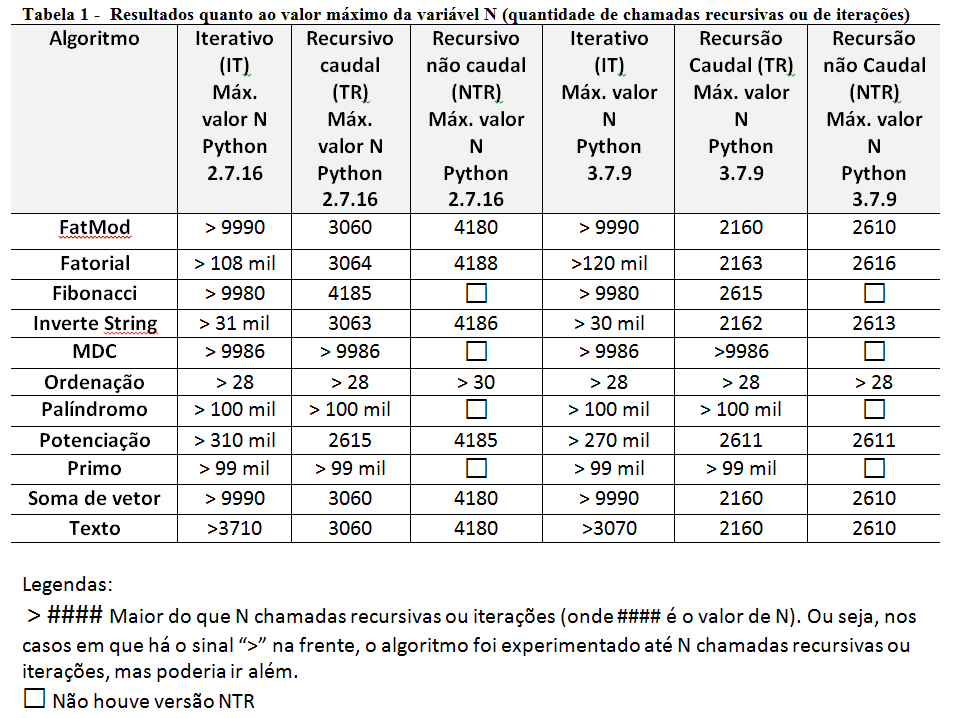 Tabela 1 - Resultados quanto ao valor máximo da variável N (quantidade de chamadas recursivas ou de iterações)
Algoritmo | Iterativo (IT) Máx. valor N Python 2.7.16 | Recursivo caudal (TR) Máx. valor N Python 2.7.16 | Recursivo não caudal (NTR) Máx. valor N Python 2.7.16 | Iterativo (IT) Máx. valor N Python 3.7.9 | Recursão Caudal (TR) Máx. valor N Python 3.7.9 | Recursão não Caudal (NTR) Máx. valor N Python 3.7.9
FatMod | > 9990 | 3060 | 4180 | > 9990 | 2160 | 2610
Fatorial | > 108 mil | 3064 | 4188 | >120 mil | 2163 | 2616
Fibonacci | > 9980 | 4185 | □ | > 9980 | 2615 | □
Inverte String | > 31 mil | 3063 | 4186 | > 30 mil | 2162 | 2613
MDC | > 9986 | > 9986 | □ | > 9986 | >9986 | □
Ordenação | > 28 | > 28 | > 30 | > 28 | > 28 | > 28
Palíndromo | > 100 mil | > 100 mil | □ | > 100 mil | > 100 mil | □
Potenciação | > 310 mil | 2615 | 4185 | > 270 mil | 2611 | 2611
Primo | > 99 mil | > 99 mil | □ | > 99 mil | > 99 mil | □
Soma de vetor | > 9990 | 3060 | 4180 | > 9990 | 2160 | 2610
Texto | >3710 | 3060 | 4180 | >3070 | 2160 | 2610
Legendas:
> #### Maior do que N chamadas recursivas ou iterações (onde #### é o valor de N). Ou seja, nos
casos em que há o sinal “>” na frente, o algoritmo foi experimentado até N chamadas recursivas ou
iterações, mas poderia ir além.
□ Não houve versão NTR